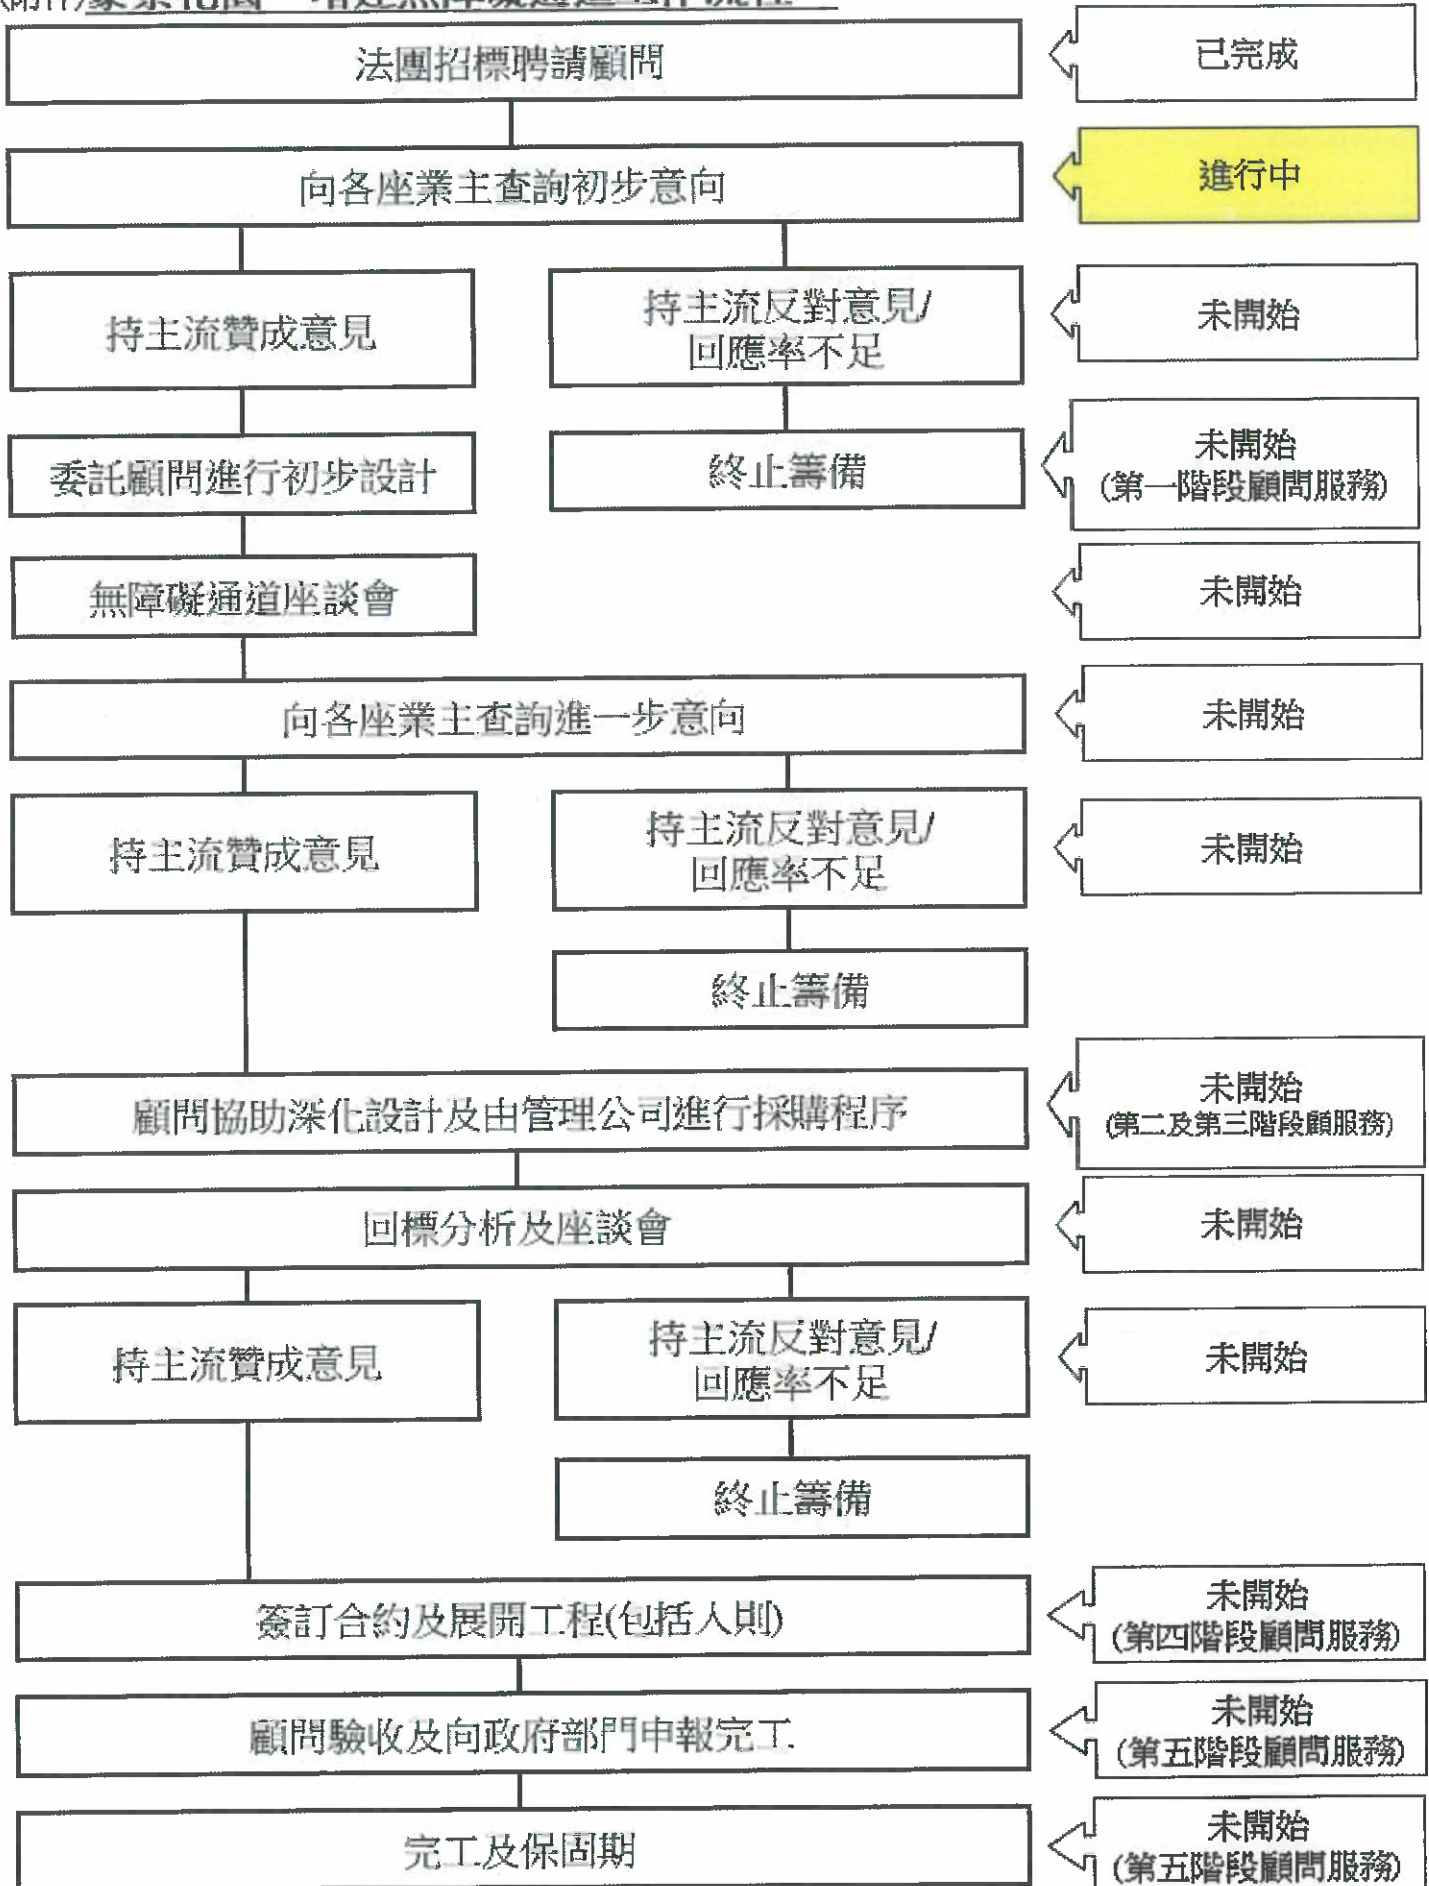 法團招標聘請顧問
已完成
向各座業主查詢初步意向
進行中
持主流贊成意見
持主流反對意見/
回應率不足
未開始
委託顧問進行初步設計
終止籌備
未開始
(第一階段顧問服務)
無障礙通道座談會
未開始
向各座業主查詢進一步意向
未開始
持主流贊成意見
持主流反對意見/
回應率不足
未開始
終止籌備
顧問協助深化設計及由管理公司進行採購程序
未開始
(第二及第三階段顧服務)
回標分析及座談會
未開始
持主流贊成意見
持主流反對意見/
回應率不足
未開始
終止籌備
簽訂合約及展開工程(包括入則)
未開始
(第四階段顧問服務)
顧問驗收及向政府部門申報完工
未開始
(第五階段顧問服務)
完工及保固期
未開始
(第五階段顧問服務)